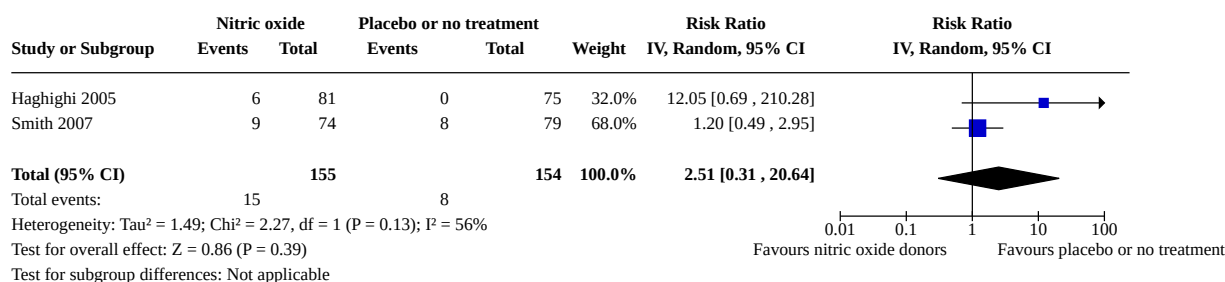 Nitric oxide Placebo or no treatment Risk Ratio Risk Ratio
Study or Subgroup Events Total Events Total Weight IV, Random, 95% CI IV, Random, 95% CI
Haghighi 2005 6 81 0 75 32.0% 12.05 [0.69 , 210.28]
Smith 2007 9 74 8 79 68.0% 1.20 [0.49 , 2.95]
Total (95% CI) 155 154 100.0% 2.51 [0.31 , 20.64]
Total events: 15 8
Heterogeneity: Tau² = 1.49; Chi² = 2.27, df = 1 (P = 0.13); I² = 56%
0.01 0.1 1 10 100
Test for overall effect: Z = 0.86 (P = 0.39) Favours nitric oxide donors Favours placebo or no treatment
Test for subgroup differences: Not applicable